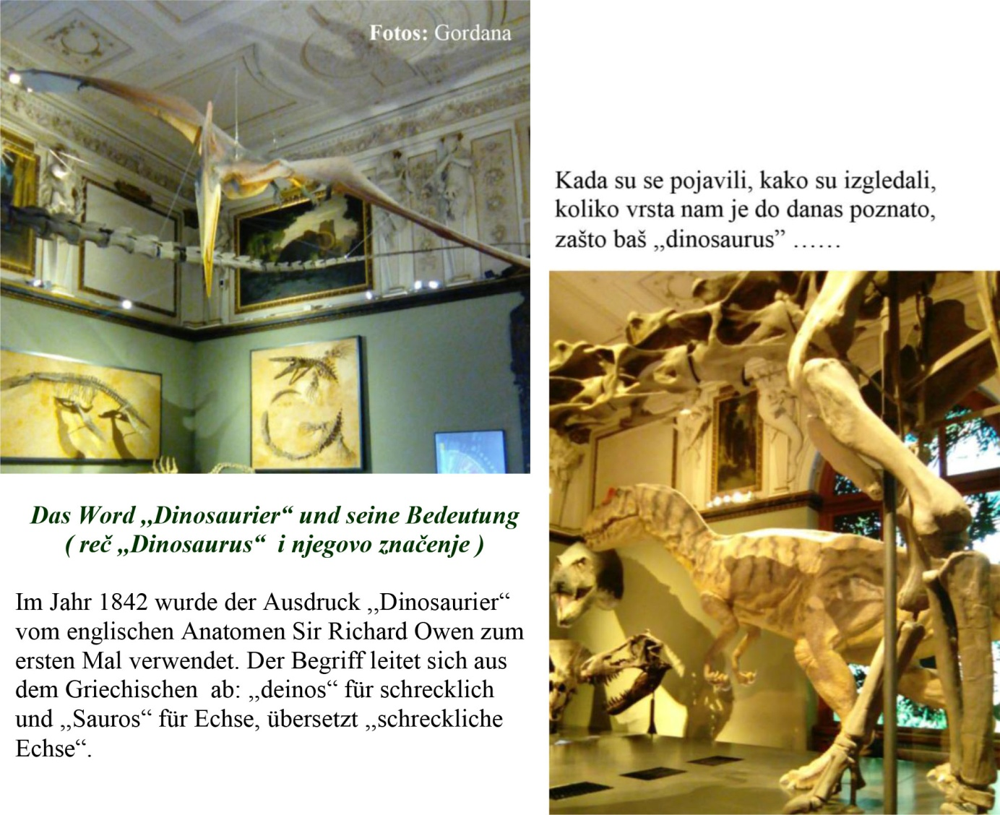 Fotos: Gordana
Kada su se pojavili, kako su izgledali,
koliko vrsta nam je do danas poznato,
zašto baš ,,dinosaurus” ……
Das Word ,,Dinosaurier“ und seine Bedeutung
( reč ,,Dinosaurus“  i njegovo značenje )
Im Jahr 1842 wurde der Ausdruck ,,Dinosaurier“
vom englischen Anatomen Sir Richard Owen zum
ersten Mal verwendet. Der Begriff leitet sich aus
dem Griechischen  ab: ,,deinos“ für schrecklich
und ,,Sauros“ für Echse, übersetzt ,,schreckliche
Echse“.